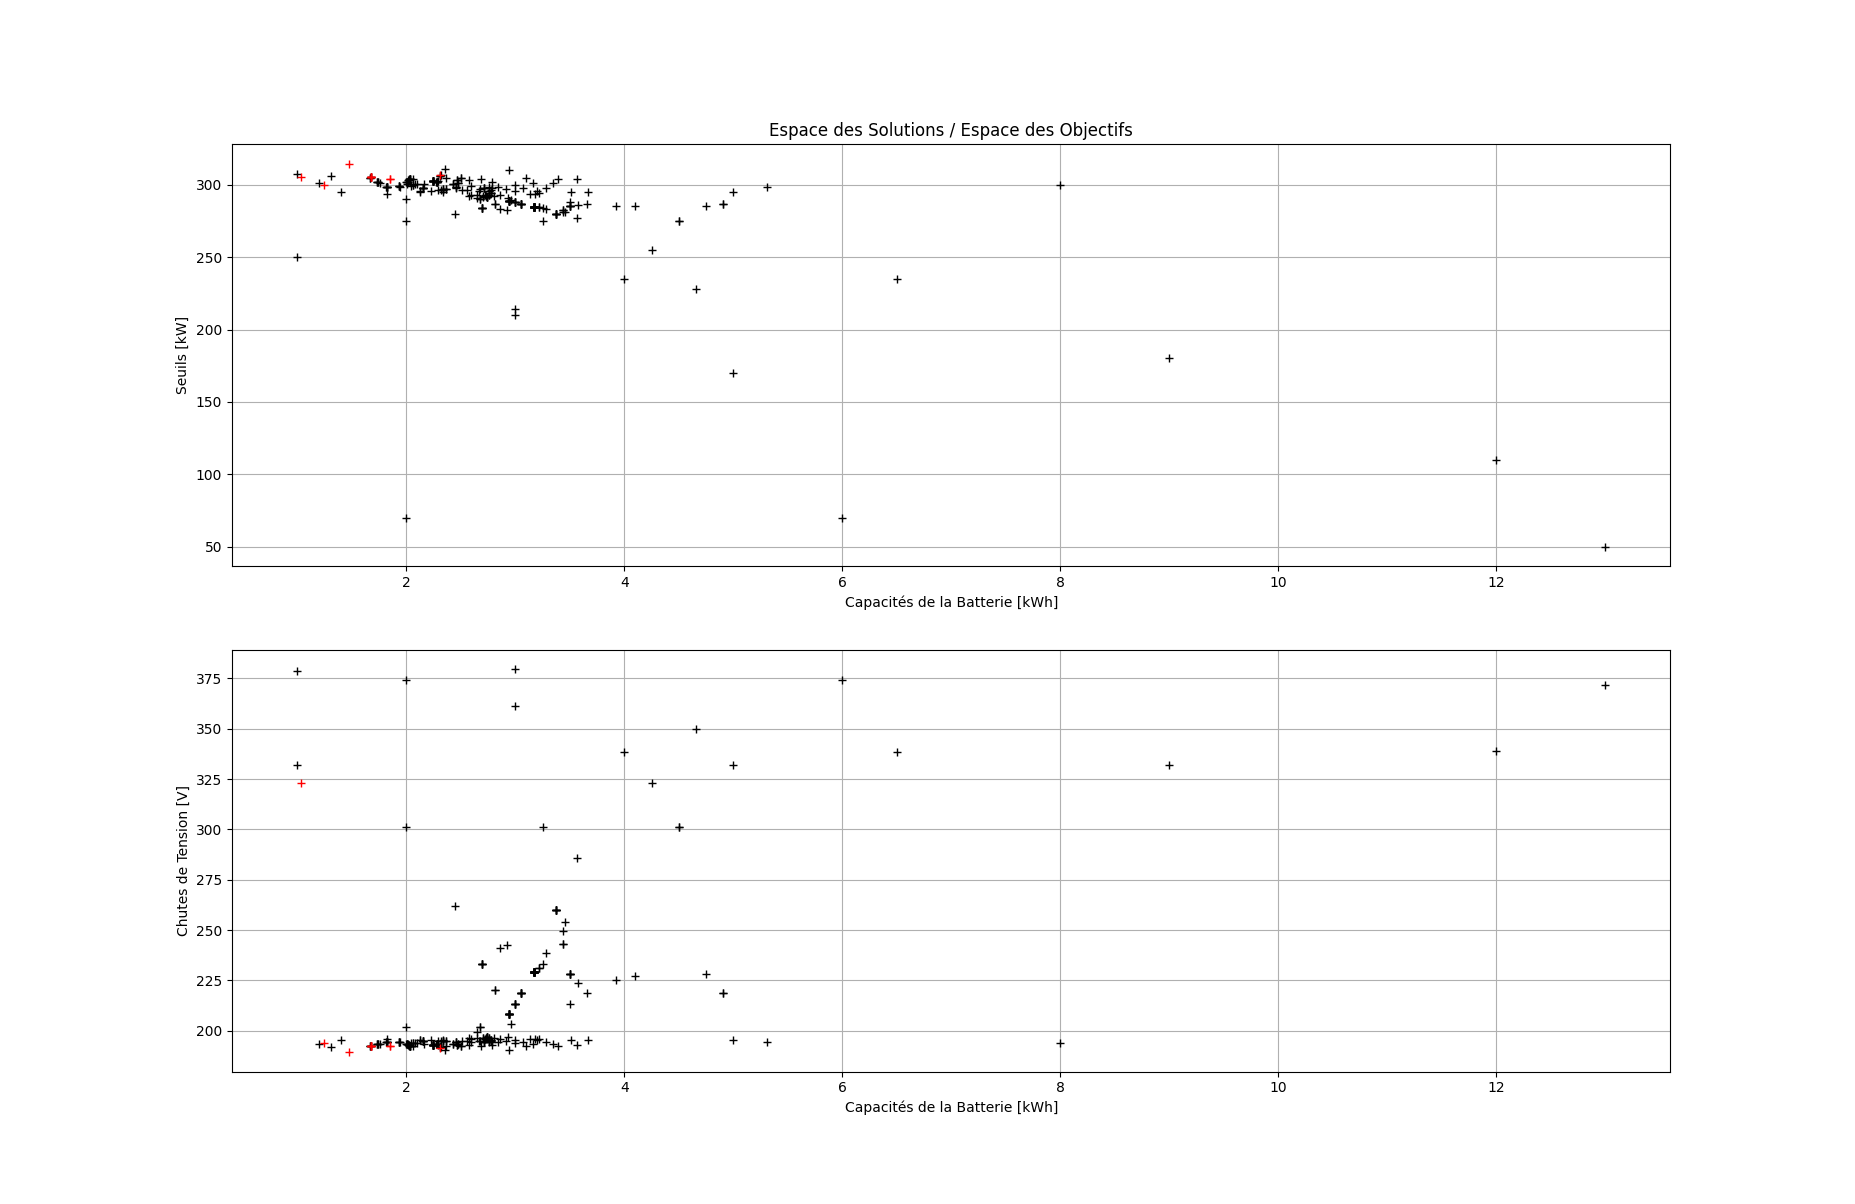 Espace des Solutions / Espace des Objectifs
300
250
200
150
100
50
Seuils [kW]
2 4 6 8 10 12
Capacités de la Batterie [kWh]
375
350
325
300
275
250
225
200
Chutes de Tension [V]
2 4 6 8 10 12
Capacités de la Batterie [kWh]